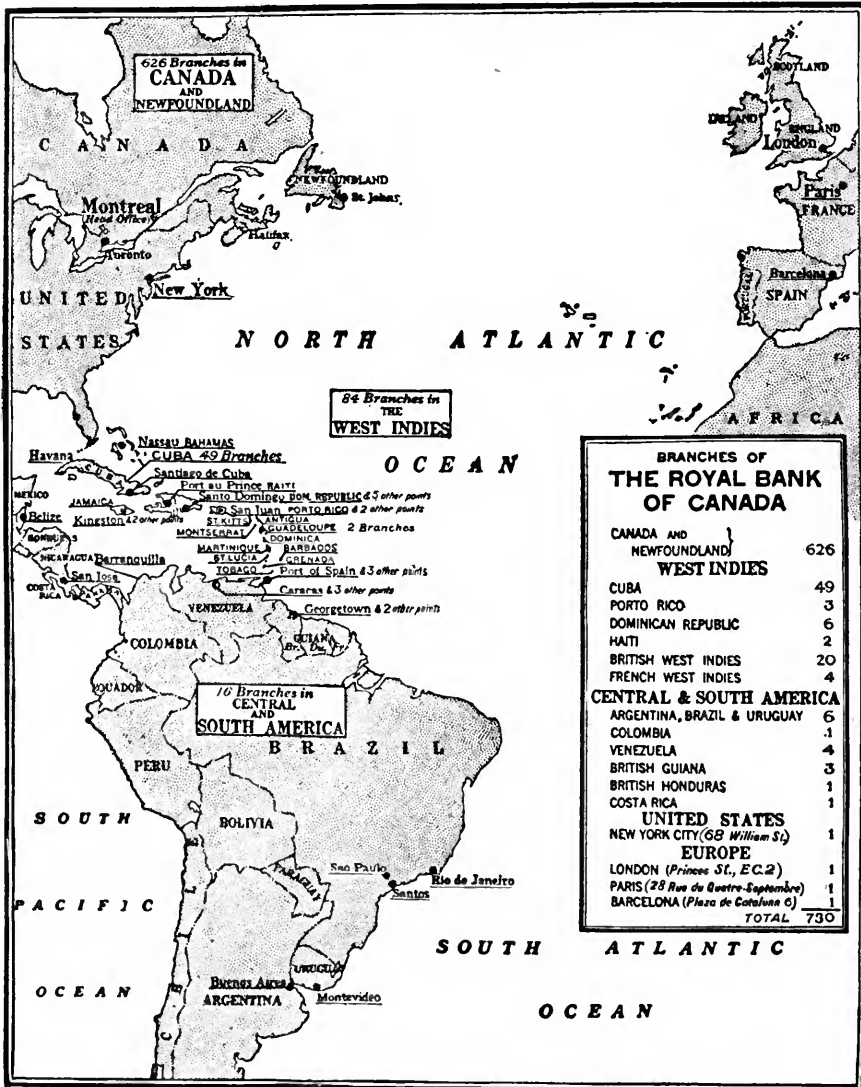 626 Branches in
CANADA
AND
NEWFOUNDLAND
SCOTLAND
IRELAND
ENGLAND
London
CANADA
NEWFOUNDLAND
St. Johns
Paris
FRANCE
Montreal
(Head Office)
Halifax
Toronto
Barcelona
PORTUGAL
SPAIN
New York
UNITED
STATES
NORTH ATLANTIC
AFRICA
84 Branches in
THE
WEST INDIES
OCEAN
Nassau BAHAMAS
Havana
CUBA 49 Branches
CUBA
Santiago de Cuba
Port au Prince HAITI
MEXICO
Santo Domingo DOM. REPUBLIC & 5 other points
JAMAICA
San Juan PORTO RICO & 2 other points
Belize
Kingston & 2 other points
ST. KITTS
ANTIGUA
MONTSERRAT
GUADELOUPE 2 Branches
HONDURAS
DOMINICA
NICARAGUA
Barranquilla
MARTINIQUE
BARBADOS
ST. LUCIA
GRENADA
TOBAGO
Port of Spain & 3 other points
COSTA
RICA
San Jose
PANAMA
Caracas & 3 other points
VENEZUELA
Georgetown & 2 other points
COLOMBIA
GUIANA
Br. Du. Fr.
ECUADOR
16 Branches in
CENTRAL
AND
SOUTH AMERICA
BRAZIL
PERU
BOLIVIA
SOUTH
PACIFIC
OCEAN
CHILE
PARAGUAY
Sao Paulo
Rio de Janeiro
Santos
URUGUAY
Buenos Aires
ARGENTINA
Montevideo
SOUTH ATLANTIC
OCEAN
BRANCHES OF
THE ROYAL BANK
OF CANADA
CANADA AND
NEWFOUNDLAND} 626
WEST INDIES
CUBA 49
PORTO RICO 3
DOMINICAN REPUBLIC 6
HAITI 2
BRITISH WEST INDIES 20
FRENCH WEST INDIES 4
CENTRAL & SOUTH AMERICA
ARGENTINA, BRAZIL & URUGUAY 6
COLOMBIA 1
VENEZUELA 4
BRITISH GUIANA 3
BRITISH HONDURAS 1
COSTA RICA 1
UNITED STATES
NEW YORK CITY (68 William St.) 1
EUROPE
LONDON (Princes St., E.C.2) 1
PARIS (28 Rue du Quatre-Septembre) 1
BARCELONA (Plaza de Cataluna 6) 1
TOTAL 730